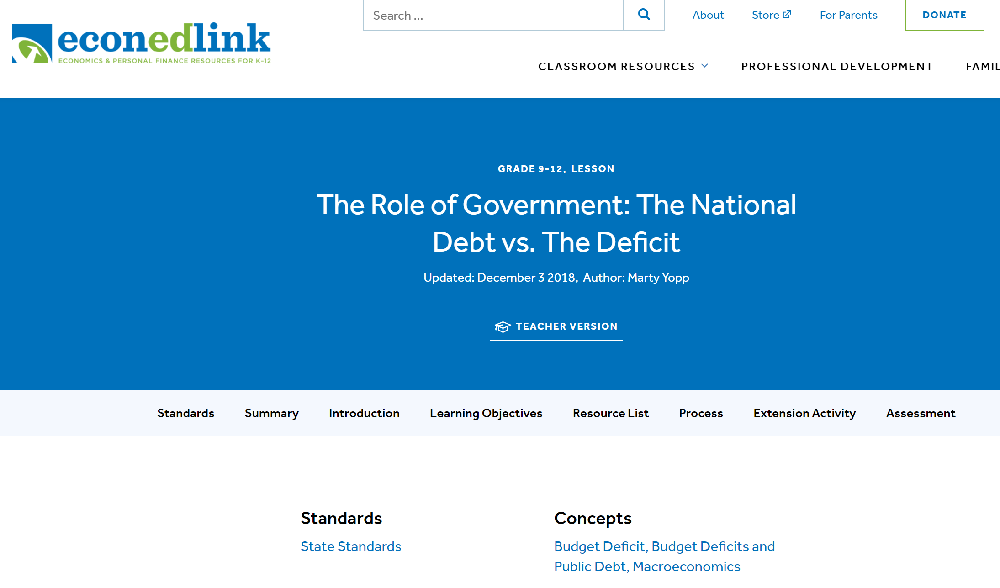 Search ...
About
Store
For Parents
DONATE
econedlink
ECONOMICS & PERSONAL FINANCE RESOURCES FOR K-12
CLASSROOM RESOURCES
PROFESSIONAL DEVELOPMENT
FAMIL
GRADE 9-12, LESSON
The Role of Government: The National
Debt vs. The Deficit
Updated: December 3 2018, Author: Marty Yopp
TEACHER VERSION
Standards
Summary
Introduction
Learning Objectives
Resource List
Process
Extension Activity
Assessment
Standards
State Standards
Concepts
Budget Deficit, Budget Deficits and
Public Debt, Macroeconomics